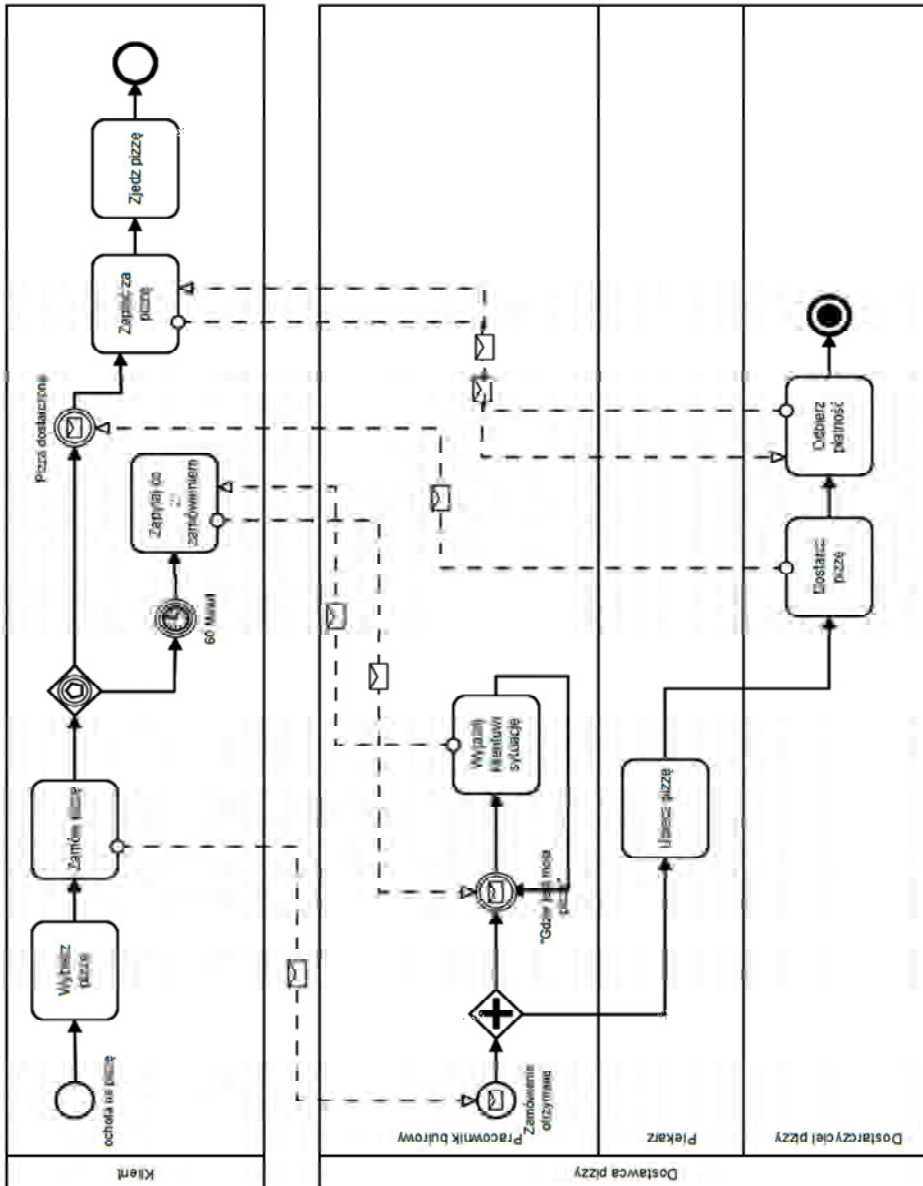 Klient
ochota na pizzę
Wybierz
pizzę
Zamów pizzę
60 Minut
Zapytaj co
zamówieniem
Pizza dostarczona
Zapłać za
pizzę
Zjedz pizzę
Dostawca pizzy
Pracownik biurowy
Zamówienie
otrzymane
"Gdzie jest moja
Wyjaśnij
klientowi
sytuację
Piekarz
Upiecz pizzę
Dostarczyciel pizzy
Dostarcz
pizzę
Odbierz
płatność